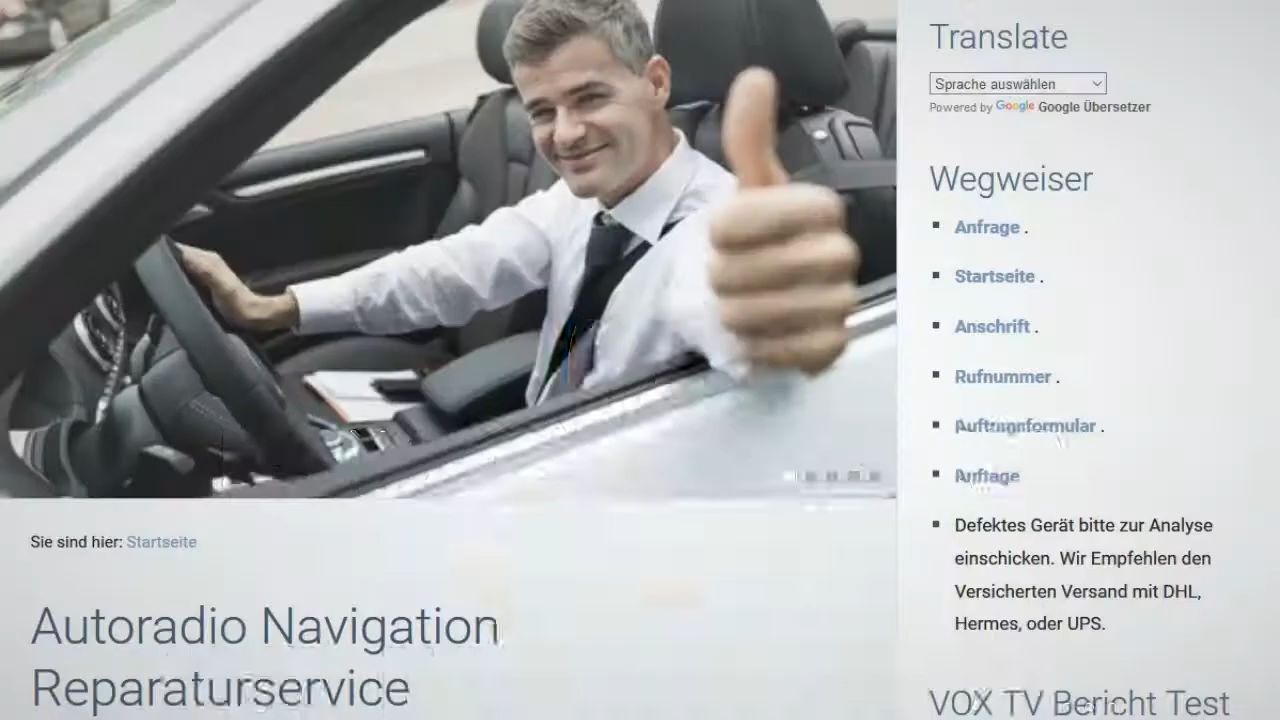 Translate
Sprache auswählen
Powered by Google Google Übersetzer
Wegweiser
Anfrage .
Startseite .
Anschrift .
Rufnummer .
Defektes Gerät bitte zur Analyse
einschicken. Wir Empfehlen den
Versicherten Versand mit DHL,
Hermes, oder UPS.
VOX TV Bericht Test
Sie sind hier: Startseite
Autoradio Navigation
Reparaturservice